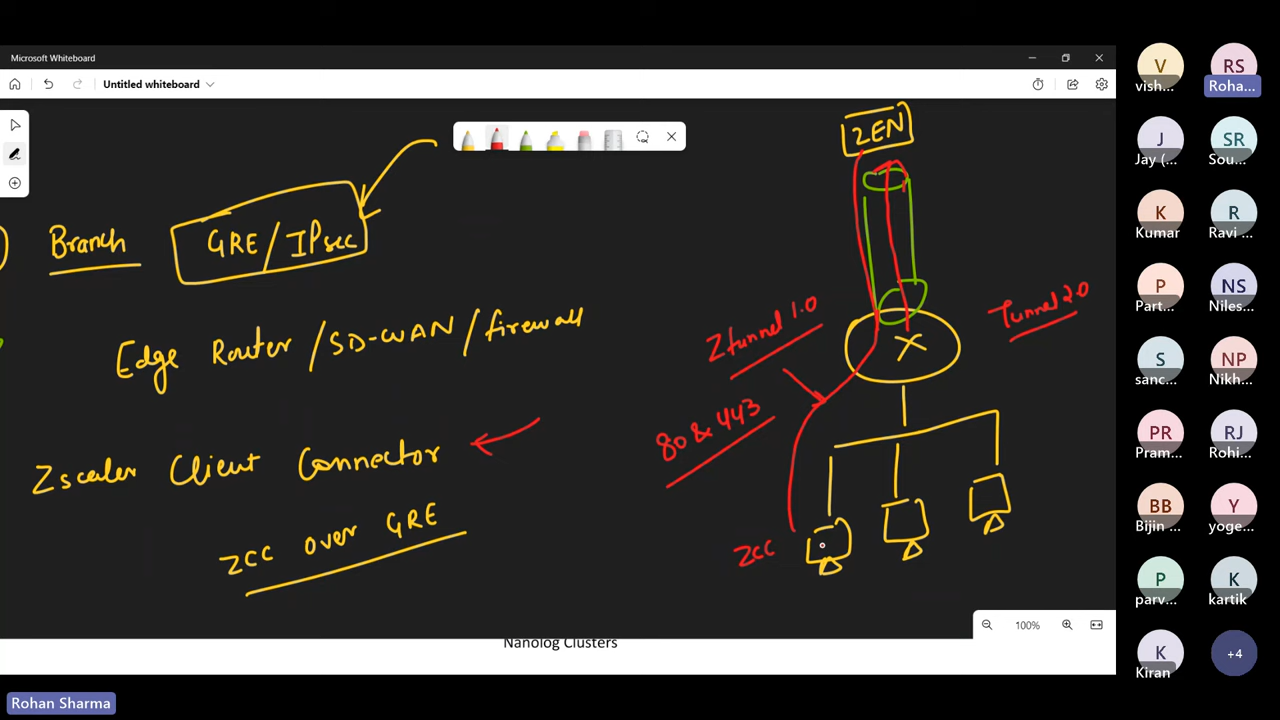 Microsoft Whiteboard
Untitled whiteboard
Branch
GRE/IPsec
Edge Router /SD-WAN/firewall
Zscaler Client Connector
ZCC over GRE
ZEN
Ztunnel 1.0
Tunnel 2.0
80 & 443
ZCC
X
100%
Nanolog Clusters
Rohan Sharma
V
vish...
RS
Roha...
J
Jay (...
SR
Sou...
K
Kumar
R
Ravi ...
P
Part...
NS
Niles...
S
sanc...
NP
Nikh...
PR
Pram...
RJ
Rohi...
BB
Bijin ...
Y
yoge...
P
parv...
K
kartik
K
Kiran
+4